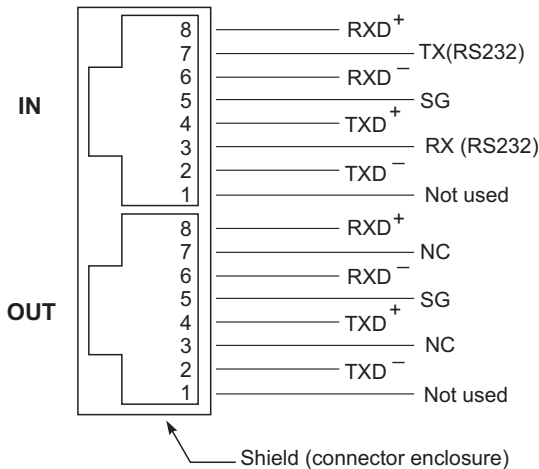 IN
8 RXD+
7 TX(RS232)
6 RXD−
5 SG
4 TXD+
3 RX (RS232)
2 TXD−
1 Not used
OUT
8 RXD+
7 NC
6 RXD−
5 SG
4 TXD+
3 NC
2 TXD−
1 Not used
Shield (connector enclosure)